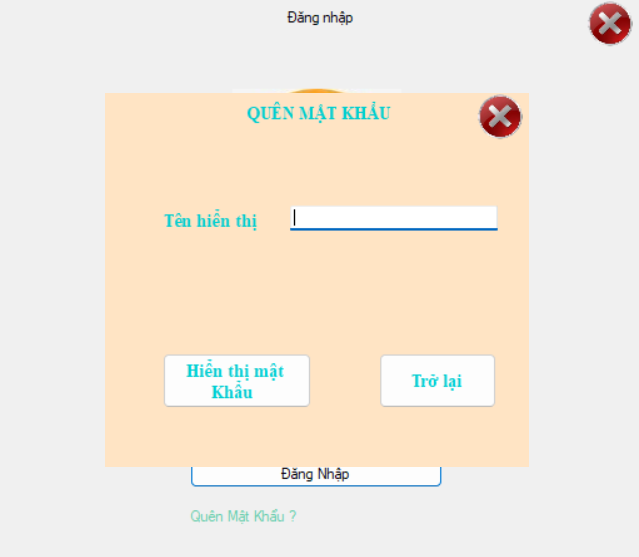 Đăng nhập
QUÊN MẬT KHẨU
Tên hiển thị
Hiển thị mật
Khẩu
Trở lại
Đăng Nhập
Quên Mật Khẩu ?